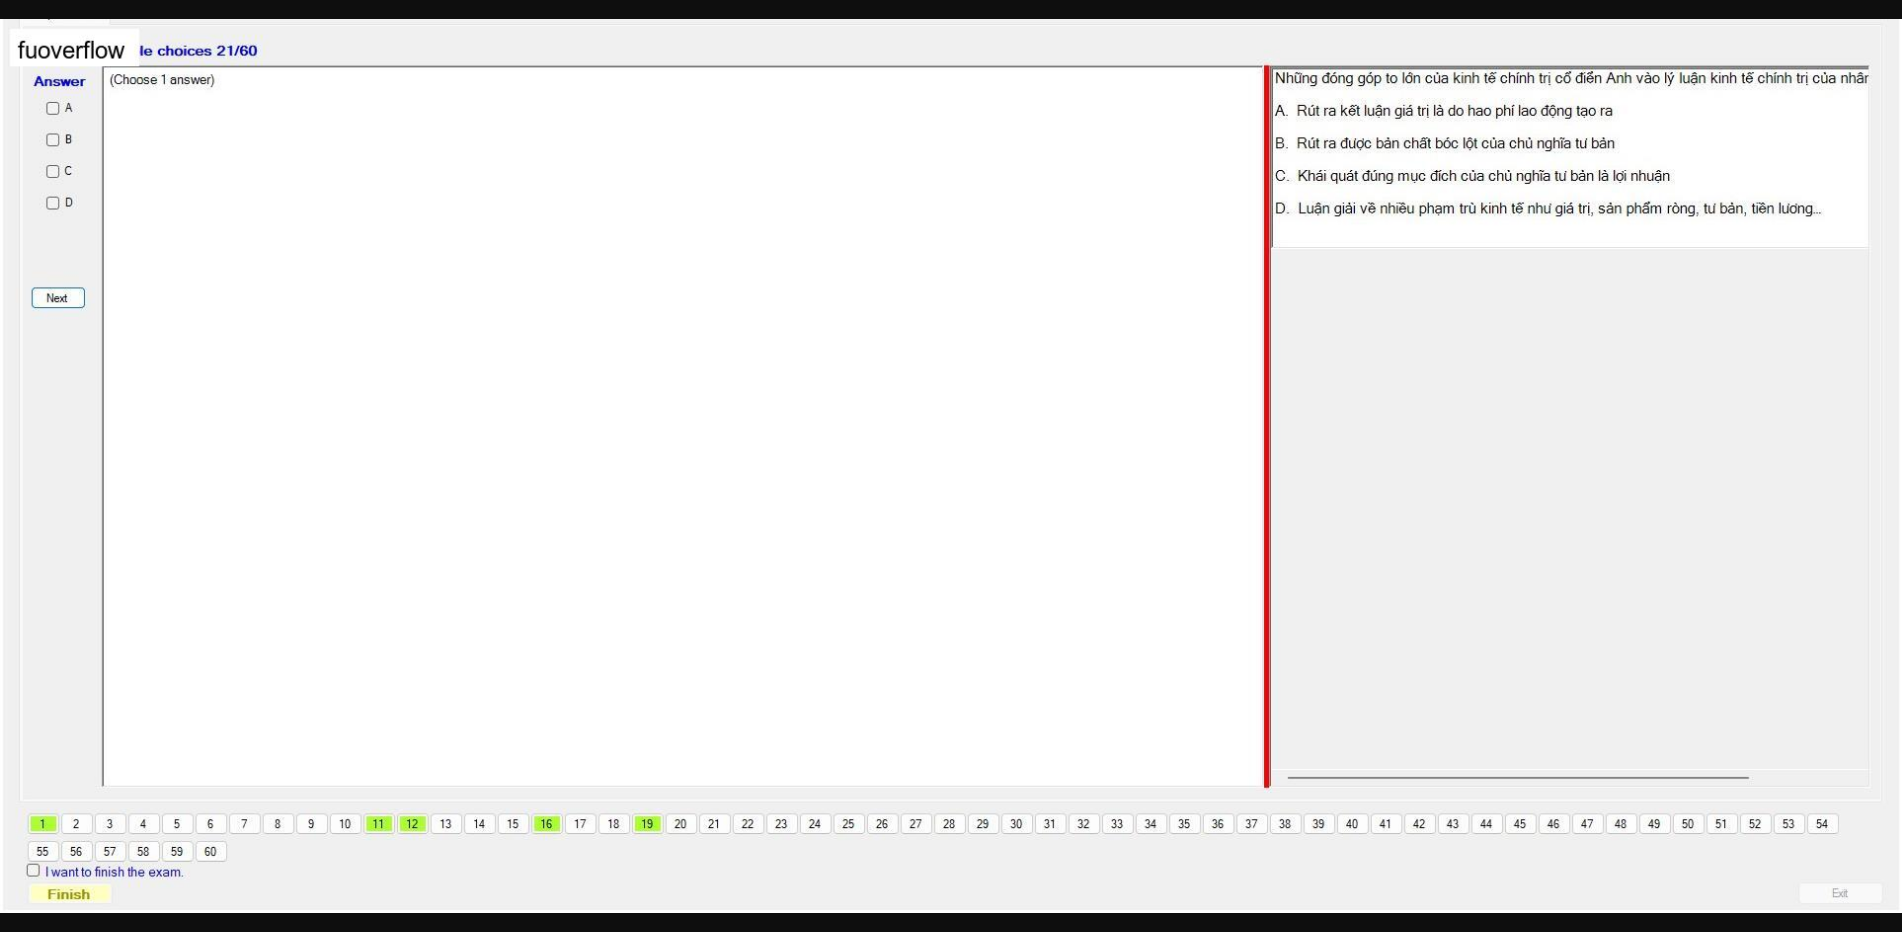 fuoverflow le choices 21/60
Answer
(Choose 1 answer)
A
B
C
D
Next
Những đóng góp to lớn của kinh tế chính trị cổ điển Anh vào lý luận kinh tế chính trị của nhân
A. Rút ra kết luận giá trị là do hao phí lao động tạo ra
B. Rút ra được bản chất bóc lột của chủ nghĩa tư bản
C. Khái quát đúng mục đích của chủ nghĩa tư bản là lợi nhuận
D. Luận giải về nhiều phạm trù kinh tế như giá trị, sản phẩm ròng, tư bản, tiền lương...
1 2 3 4 5 6 7 8 9 10 11 12 13 14 15 16 17 18 19 20 21 22 23 24 25 26 27 28 29 30 31 32 33 34 35 36 37 38 39 40 41 42 43 44 45 46 47 48 49 50 51 52 53 54
55 56 57 58 59 60
I want to finish the exam.
Finish
Exit